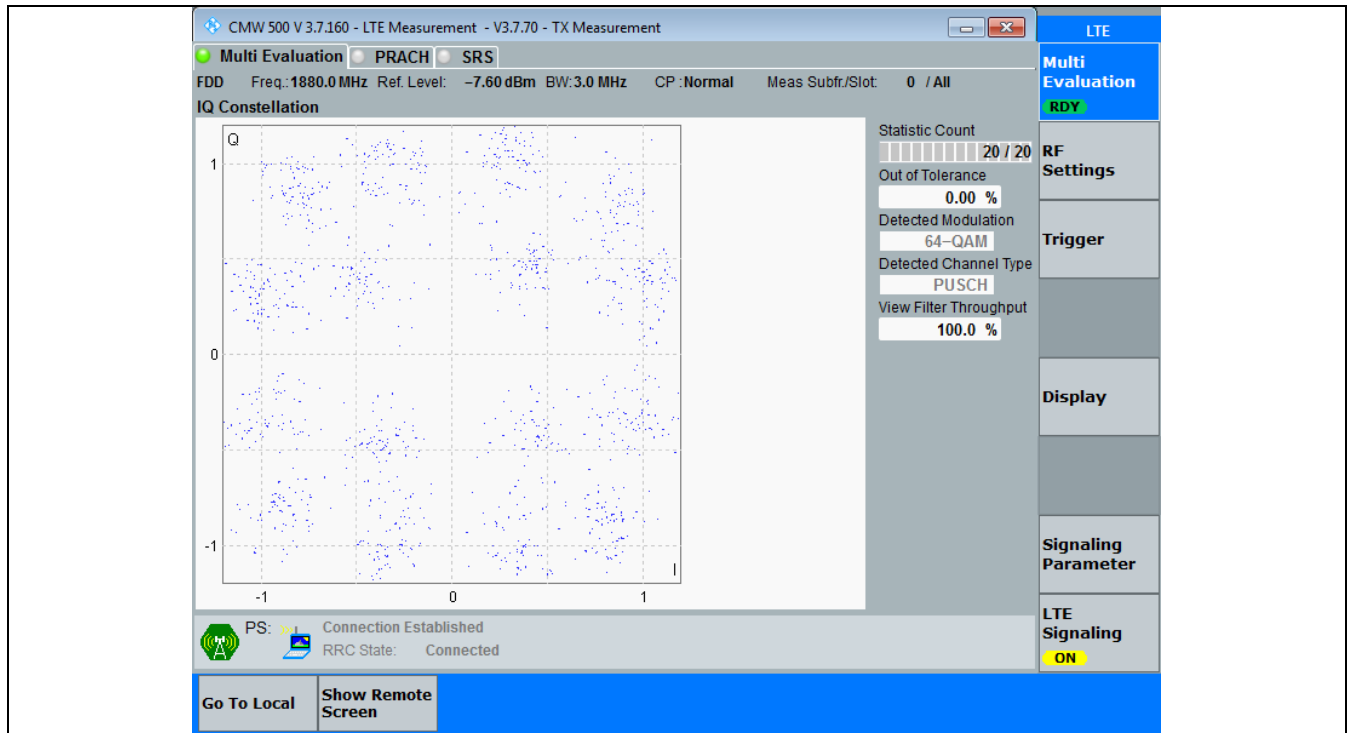 CMW 500 V 3.7.160 - LTE Measurement - V3.7.70 - TX Measurement
LTE
Multi Evaluation PRACH SRS
FDD Freq.: 1880.0 MHz Ref. Level: −7.60 dBm BW: 3.0 MHz CP : Normal Meas Subfr./Slot: 0 / All
IQ Constellation
Q
1
0
-1
I
-1 0 1
Statistic Count
20 / 20
Out of Tolerance
0.00 %
Detected Modulation
64−QAM
Detected Channel Type
PUSCH
View Filter Throughput
100.0 %
Multi
Evaluation
RDY
RF
Settings
Trigger
Display
Signaling
Parameter
LTE
Signaling
ON
PS: Connection Established
RRC State: Connected
Go To Local
Show Remote
Screen